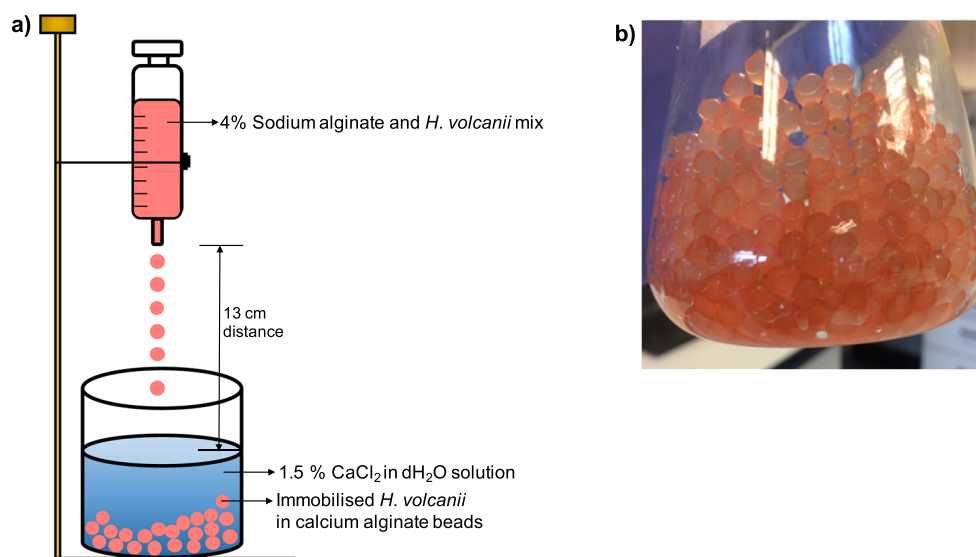 a)
4% Sodium alginate and H. volcanii mix
13 cm
distance
1.5 % CaCl₂ in dH₂O solution
Immobilised H. volcanii
in calcium alginate beads
b)